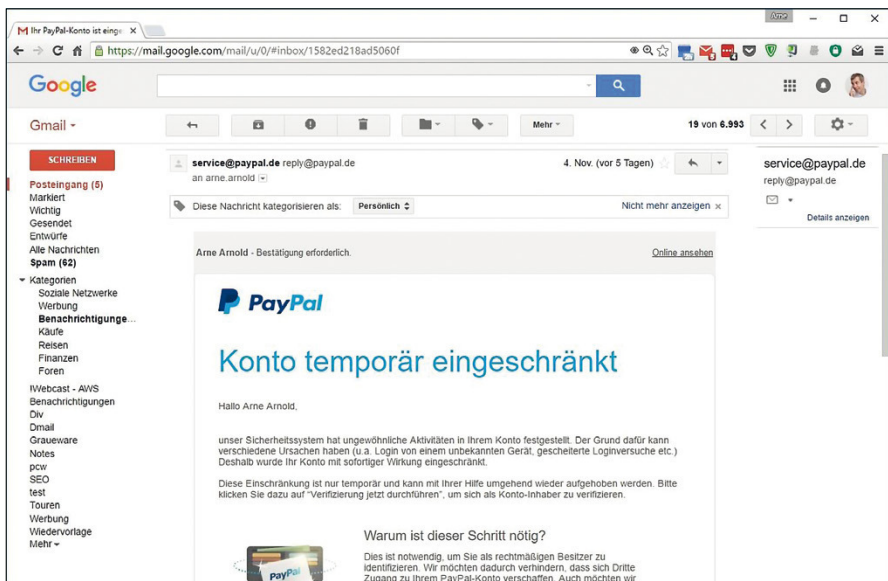 Arne
Ihr PayPal-Konto ist einge
https://mail.google.com/mail/u/0/#inbox/1582ed218ad5060f
Google
Gmail
Mehr
19 von 6.993
SCHREIBEN
Posteingang (5)
Markiert
Wichtig
Gesendet
Entwürfe
Alle Nachrichten
Spam (62)
Kategorien
Soziale Netzwerke
Werbung
Benachrichtigunge...
Käufe
Reisen
Finanzen
Foren
!Webcast - AWS
Benachrichtigungen
Div
Dmail
Graueware
Notes
pcw
SEO
test
Touren
Werbung
Wiedervorlage
Mehr
service@paypal.de reply@paypal.de
4. Nov. (vor 5 Tagen)
an arne.arnold
Diese Nachricht kategorisieren als: Persönlich
Nicht mehr anzeigen x
Arne Arnold - Bestätigung erforderlich.
Online ansehen
PayPal
Konto temporär eingeschränkt
Hallo Arne Arnold,
unser Sicherheitssystem hat ungewöhnliche Aktivitäten in Ihrem Konto festgestellt. Der Grund dafür kann
verschiedene Ursachen haben (u.a. Login von einem unbekannten Gerät, gescheiterte Loginversuche etc.)
Deshalb wurde Ihr Konto mit sofortiger Wirkung eingeschränkt.
Diese Einschränkung ist nur temporär und kann mit Ihrer Hilfe umgehend wieder aufgehoben werden. Bitte
klicken Sie dazu auf "Verifizierung jetzt durchführen", um sich als Konto-Inhaber zu verifizieren.
PayPal
Warum ist dieser Schritt nötig?
Dies ist notwendig, um Sie als rechtmäßigen Besitzer zu
identifizieren. Wir möchten dadurch verhindern, dass sich Dritte
Zugang zu Ihrem PayPal-Konto verschaffen. Auch möchten wir
service@paypal.de
reply@paypal.de
Details anzeigen